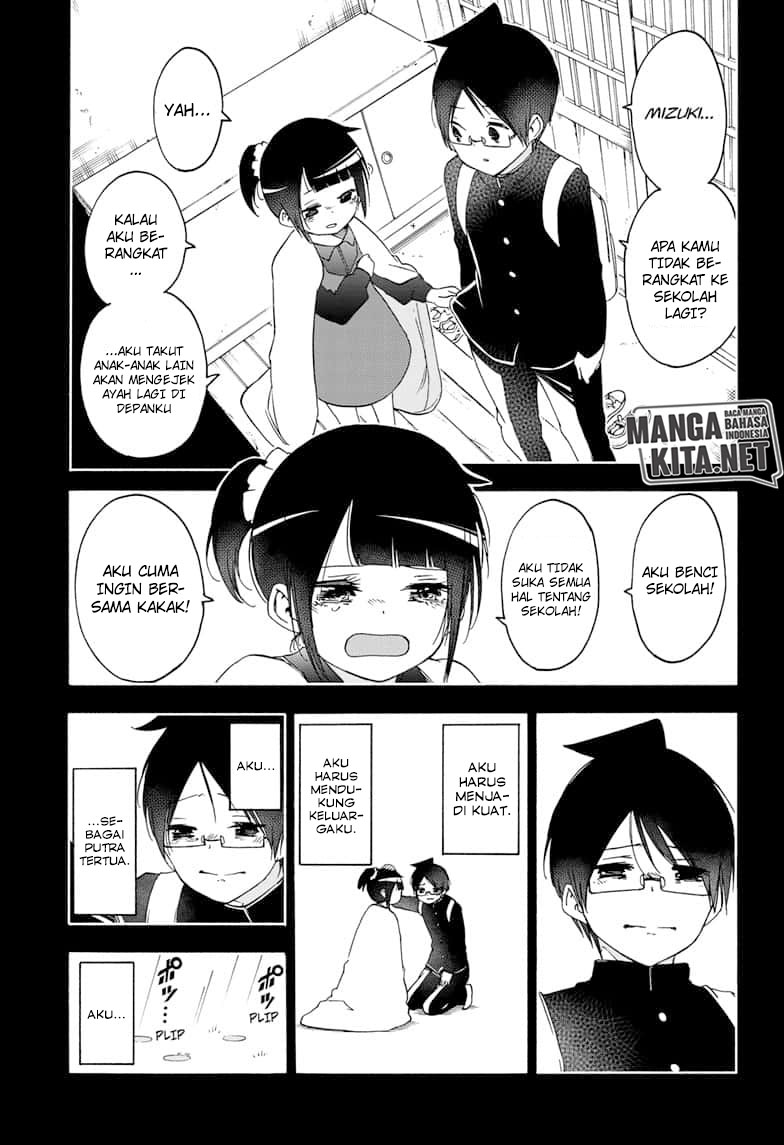 MIZUKI...
APA KAMU
TIDAK BE-
RANGKAT KE
SEKOLAH
LAGI?
YAH...
KALAU
AKU BE-
RANGKAT
...
...AKU TAKUT
ANAK-ANAK LAIN
AKAN MENGEJEK
AYAH LAGI DI
DEPANKU
MANGA
KITA.NET
BACA MANGA
BAHASA
INDONESIA
AKU BENCI
SEKOLAH!
AKU TIDAK
SUKA SEMUA
HAL TENTANG
SEKOLAH!
AKU CUMA
INGIN BER-
SAMA KAKAK!
AKU
HARUS
MENJA-
DI KUAT.
AKU
HARUS
MENDU-
KUNG
KELUAR-
GAKU.
AKU...
...SE-
BAGAI
PUTRA
TERTUA.
ポツ...
PLIP
ポツ
PLIP
AKU...